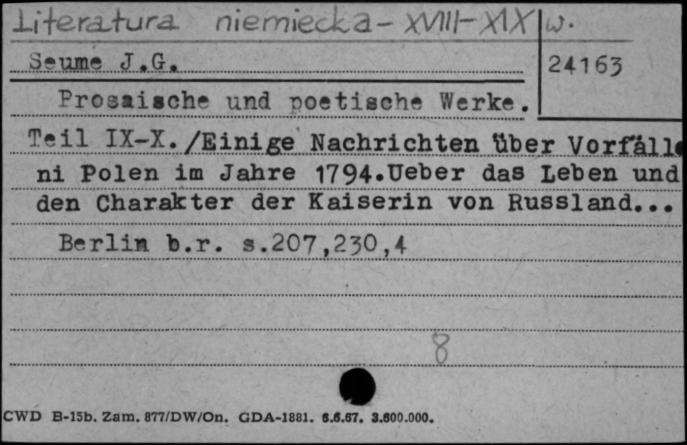 Literatura niemiecka - XVIII-XIX w.
Seume J.G.
24163
Prosaische und poetische Werke.
Teil IX-X./Einige Nachrichten über Vorfälle
ni Polen im Jahre 1794.Ueber das Leben und
den Charakter der Kaiserin von Russland...
Berlin b.r. s.207,230,4
8
CWD B-15b. Zam. 877/DW/On. GDA-1881. 6.6.67. 3.600.000.